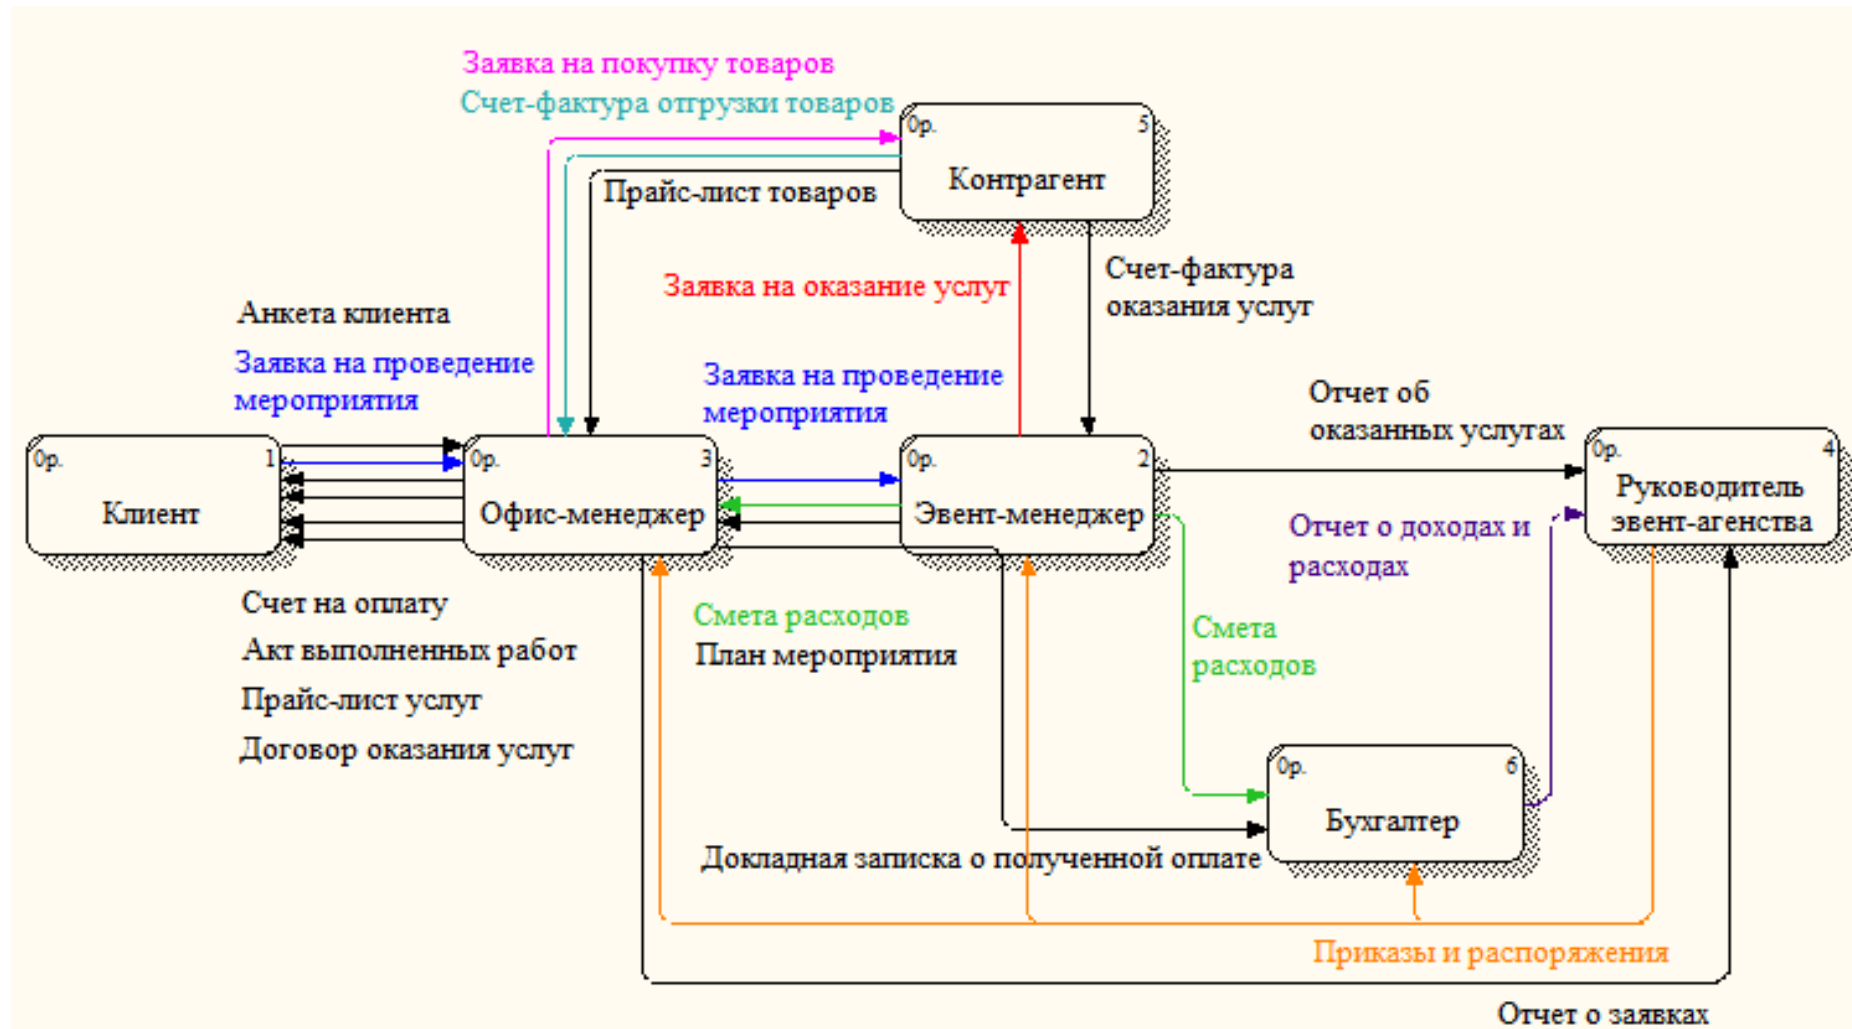 Заявка на покупку товаров
Счет-фактура отгрузки товаров
0р.
5
Контрагент
Прайс-лист товаров
Заявка на оказание услуг
Счет-фактура
оказания услуг
Анкета клиента
Заявка на проведение
мероприятия
Заявка на проведение
мероприятия
Отчет об
оказанных услугах
0р.
1
Клиент
0р.
3
Офис-менеджер
0р.
2
Эвент-менеджер
0р.
4
Руководитель
эвент-агенства
Отчет о доходах и
расходах
Счет на оплату
Акт выполненных работ
Прайс-лист услуг
Договор оказания услуг
Смета расходов
План мероприятия
Смета
расходов
0р.
6
Бухгалтер
Докладная записка о полученной оплате
Приказы и распоряжения
Отчет о заявках